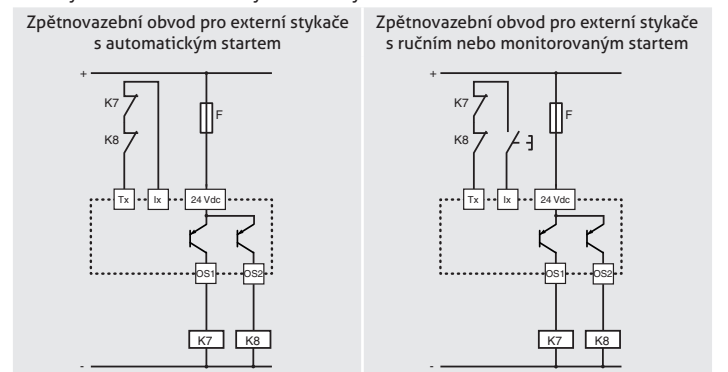 Zpětnovazební obvod pro externí stykače
s automatickým startem
+
K7
K8
F
Tx
Ix
24 Vdc
OS1
OS2
K7
K8
-
Zpětnovazební obvod pro externí stykače
s ručním nebo monitorovaným startem
+
K7
K8
F
Tx
Ix
24 Vdc
OS1
OS2
K7
K8
-